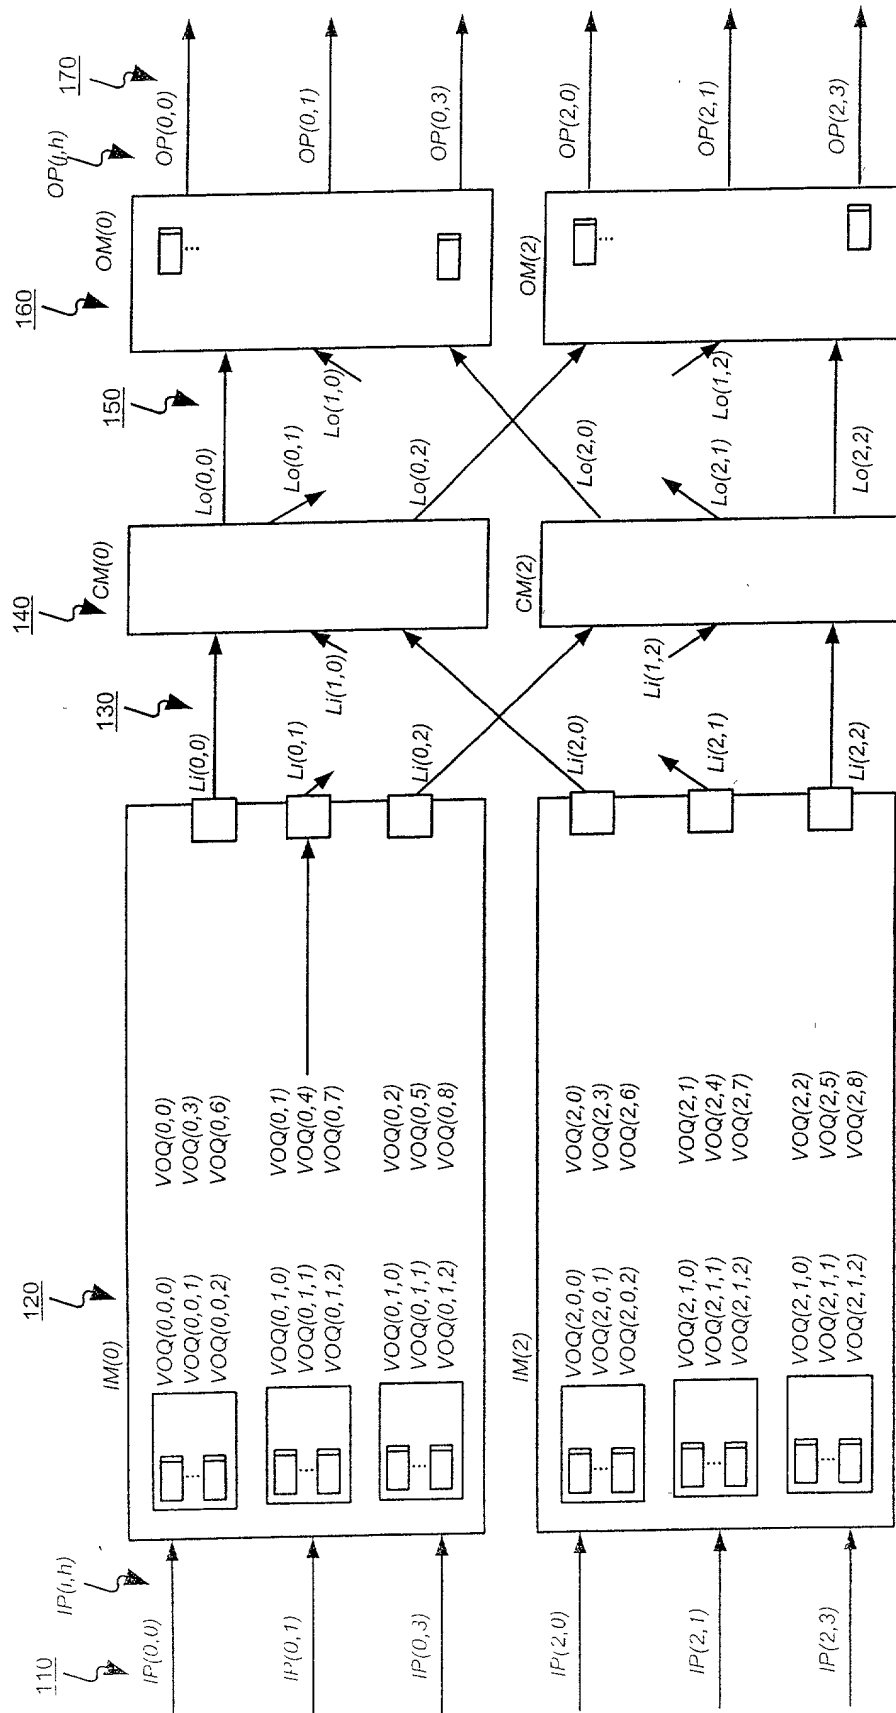 110
IP(i,h)
IP(0,0)
IP(0,1)
IP(0,3)
IP(2,0)
IP(2,1)
IP(2,3)
120
IM(0)
VOQ(0,0,0)
VOQ(0,0,1)
VOQ(0,0,2)
VOQ(0,1,0)
VOQ(0,1,1)
VOQ(0,1,2)
VOQ(0,1,0)
VOQ(0,1,1)
VOQ(0,1,2)
VOQ(0,0)
VOQ(0,3)
VOQ(0,6)
VOQ(0,1)
VOQ(0,4)
VOQ(0,7)
VOQ(0,2)
VOQ(0,5)
VOQ(0,8)
IM(2)
VOQ(2,0,0)
VOQ(2,0,1)
VOQ(2,0,2)
VOQ(2,1,0)
VOQ(2,1,1)
VOQ(2,1,2)
VOQ(2,1,0)
VOQ(2,1,1)
VOQ(2,1,2)
VOQ(2,0)
VOQ(2,3)
VOQ(2,6)
VOQ(2,1)
VOQ(2,4)
VOQ(2,7)
VOQ(2,2)
VOQ(2,5)
VOQ(2,8)
130
Li(0,0)
Li(0,1)
Li(0,2)
Li(1,0)
Li(2,0)
Li(2,1)
Li(2,2)
Li(1,2)
140
CM(0)
CM(2)
150
Lo(0,0)
Lo(0,1)
Lo(0,2)
Lo(1,0)
Lo(2,0)
Lo(2,1)
Lo(2,2)
Lo(1,2)
160
OM(0)
OM(2)
OP(i,h)
170
OP(0,0)
OP(0,1)
OP(0,3)
OP(2,0)
OP(2,1)
OP(2,3)